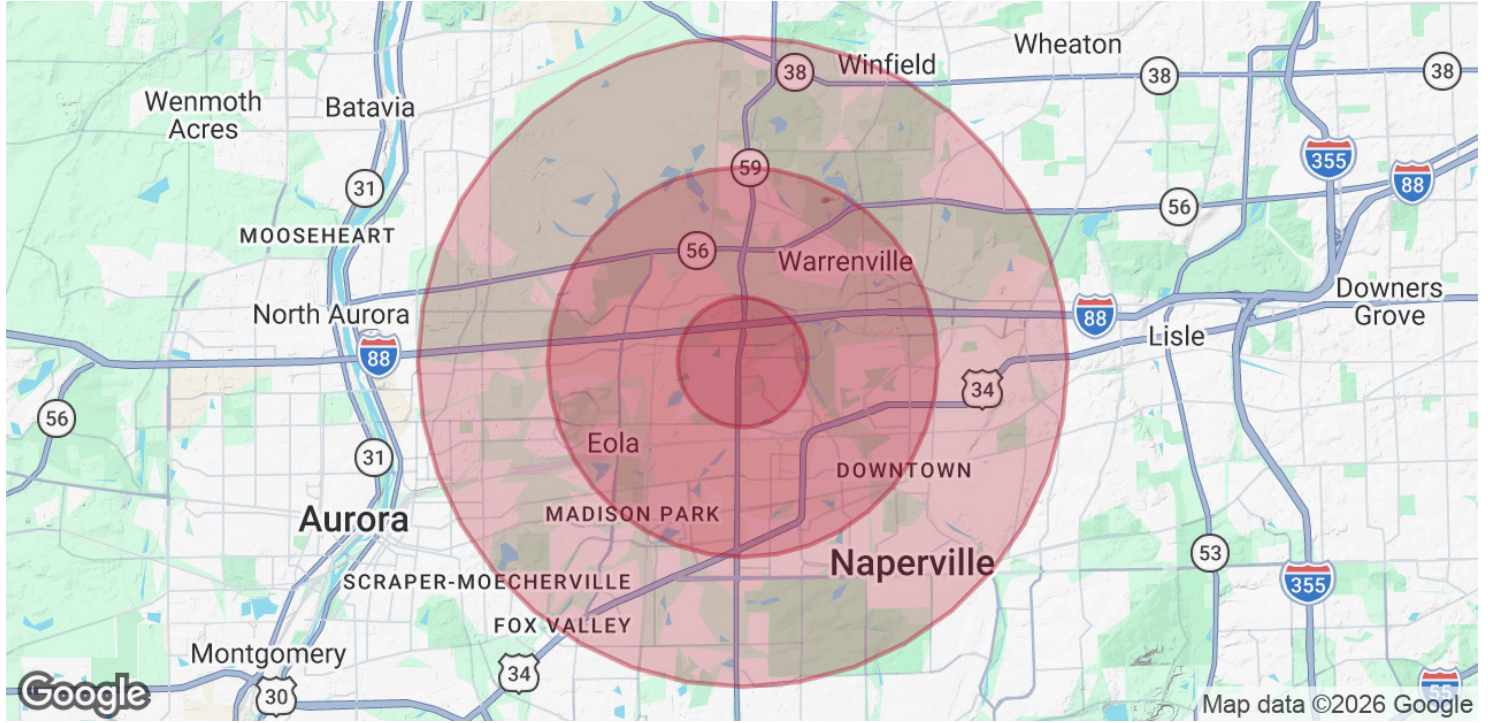 Wheaton
38
Winfield
38
38
Wenmoth
Acres
Batavia
355
59
88
31
56
MOOSEHEART
56
Warrenville
Downers
Grove
North Aurora
88
Lisle
88
34
56
Eola
31
DOWNTOWN
MADISON PARK
Aurora
Naperville
53
SCRAPER-MOECHERVILLE
355
FOX VALLEY
Montgomery
34
30
55
Google
Map data ©2026 Google